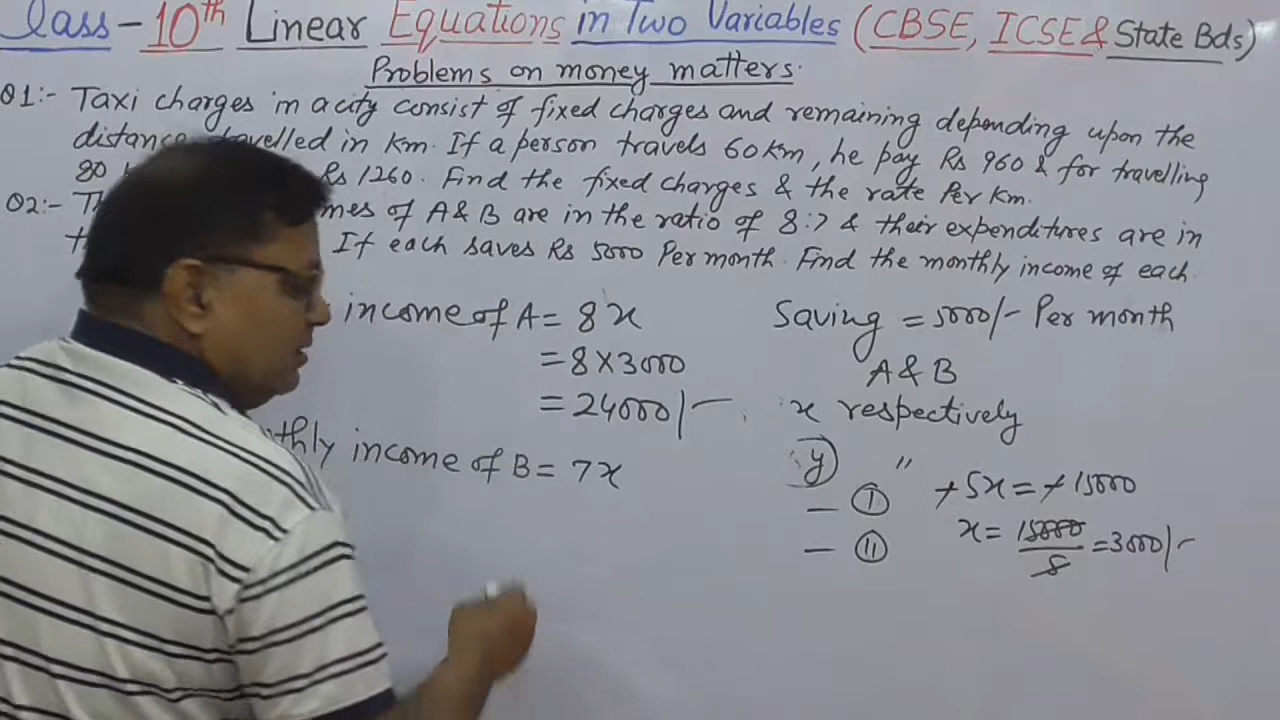 Class - 10th Linear Equations in Two Variables (CBSE, ICSE & State Bds)
Problems on money matters.
Q1:- Taxi charges in a city consist of fixed charges and remaining depending upon the
distance travelled in Km. If a person travels 60 Km, he pay Rs 960 & for travelling
80 Rs 1260. Find the fixed charges & the rate Per Km.
Q2:- of A & B are in the ratio of 8:7 & their expenditures are in
If each saves Rs 5000 Per month. Find the monthly income of each.
income of A = 8x
= 8×3000
= 24000/-
income of B = 7x
Saving = 5000/- Per month
A & B
x respectively
y "
— I
— II
+5x = +15000
x = 15000/5 = 3000/-